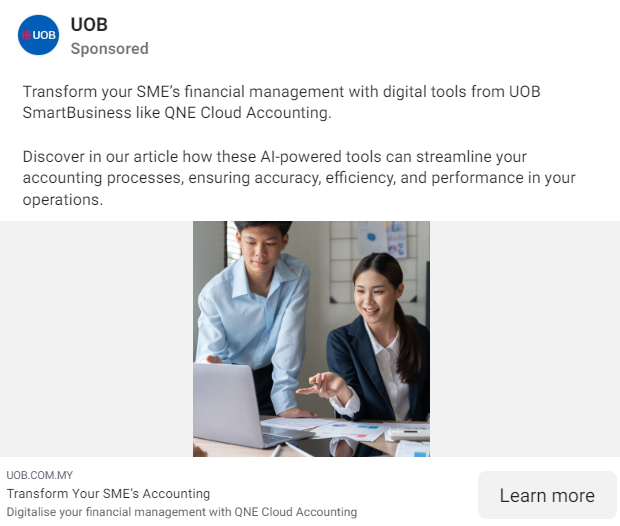 UOB
UOB
Sponsored
Transform your SME’s financial management with digital tools from UOB
SmartBusiness like QNE Cloud Accounting.
Discover in our article how these AI-powered tools can streamline your
accounting processes, ensuring accuracy, efficiency, and performance in your
operations.
UOB.COM.MY
Transform Your SME’s Accounting
Digitalise your financial management with QNE Cloud Accounting
Learn more